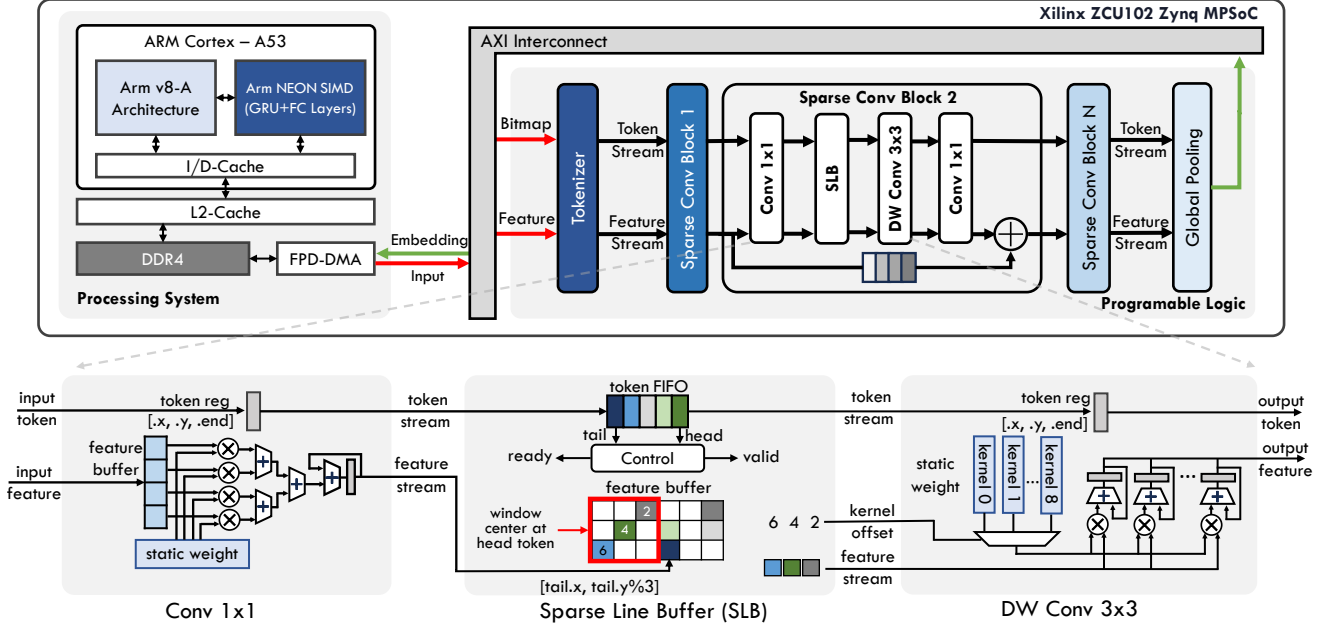 Xilinx ZCU102 Zynq MPSoC
ARM Cortex – A53
Arm v8-A
Architecture
Arm NEON SIMD
(GRU+FC Layers)
I/D-Cache
L2-Cache
DDR4
FPD-DMA
Processing System
Embedding
Input
AXI Interconnect
Bitmap
Feature
Tokenizer
Token
Stream
Feature
Stream
Sparse Conv Block 1
Sparse Conv Block 2
Conv 1x1
SLB
DW Conv 3x3
Conv 1x1
Sparse Conv Block N
Token
Stream
Feature
Stream
Global Pooling
Programable Logic
input
token
token reg
[.x, .y, .end]
feature
buffer
input
feature
static weight
Conv 1x1
token
stream
feature
stream
token FIFO
tail
head
ready
Control
valid
feature buffer
window
center at
head token
2
4
6
[tail.x, tail.y%3]
Sparse Line Buffer (SLB)
token
stream
6 4 2
kernel
offset
feature
stream
token reg
[.x, .y, .end]
static
weight
kernel 0
kernel 1
...
kernel 8
...
output
token
output
feature
DW Conv 3x3